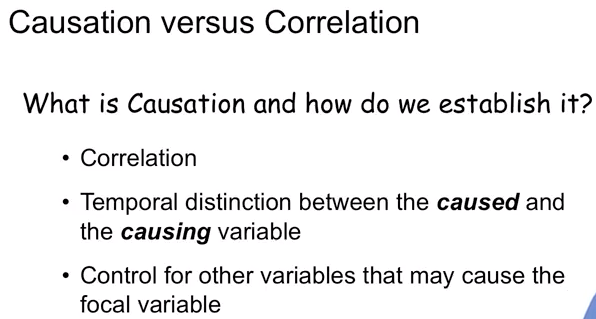 Causation versus Correlation
What is Causation and how do we establish it?
• Correlation
• Temporal distinction between the caused and
the causing variable
• Control for other variables that may cause the
focal variable